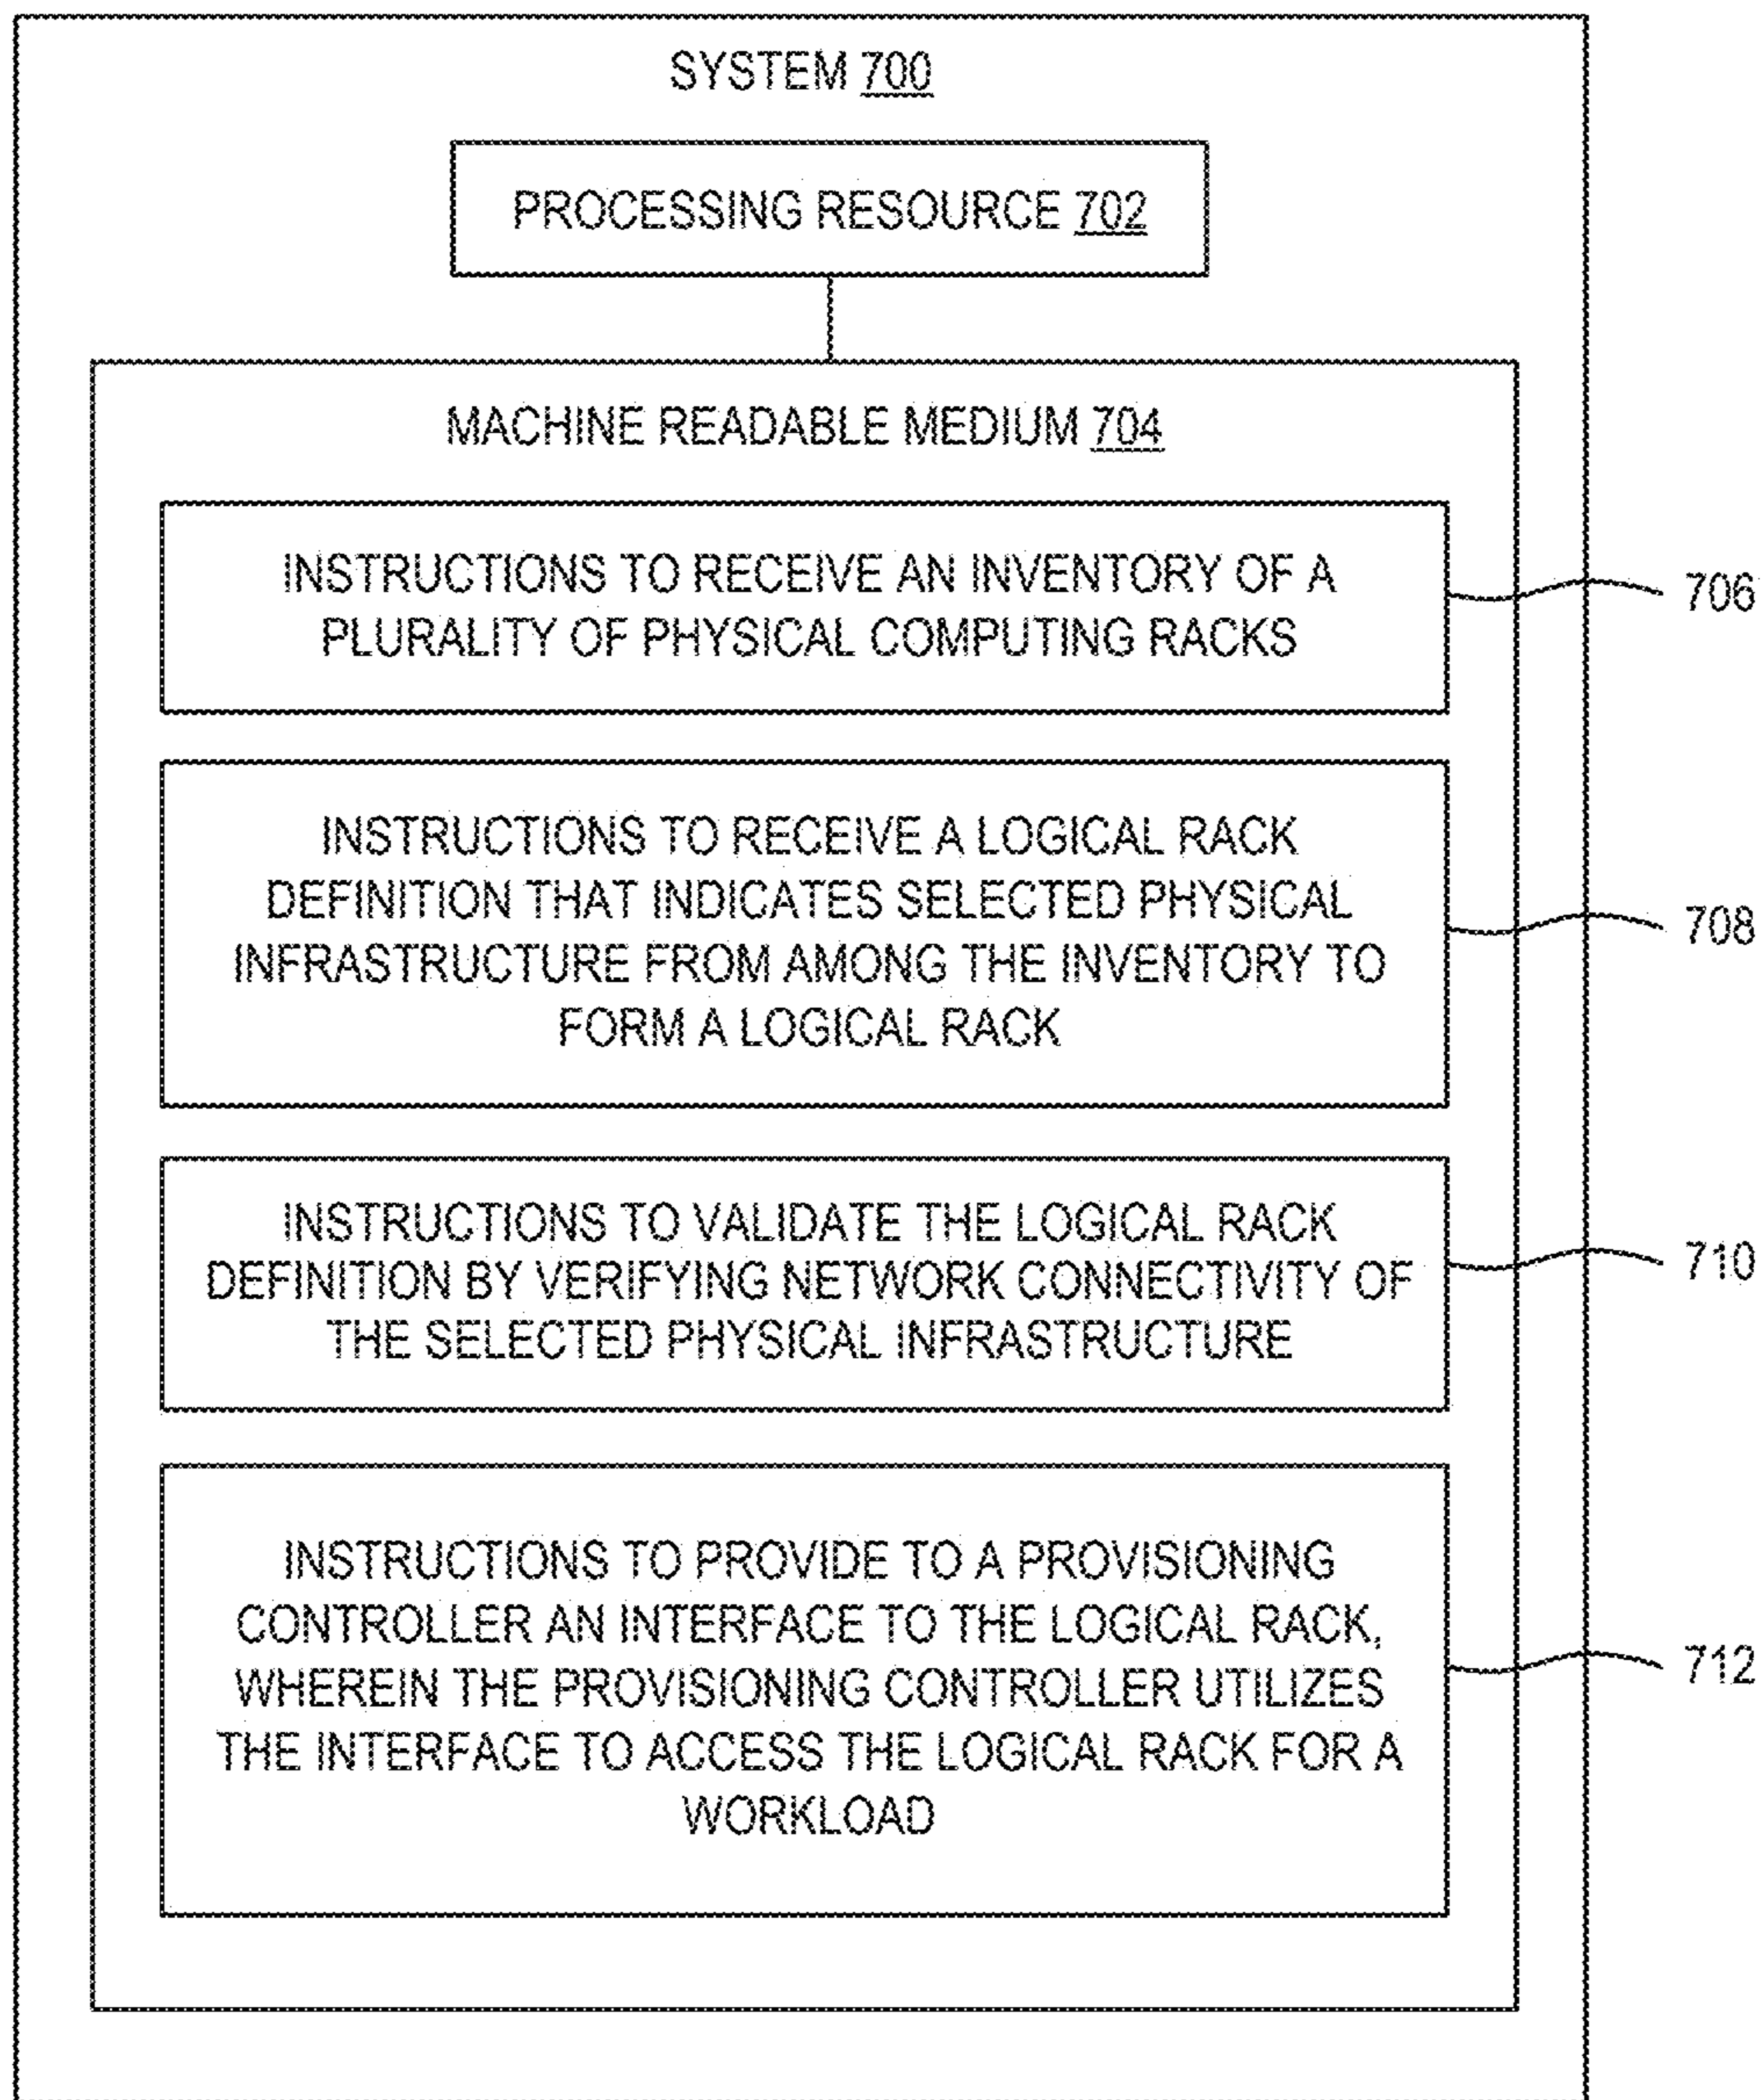 SYSTEM 700
PROCESSING RESOURCE 702
MACHINE READABLE MEDIUM 704
INSTRUCTIONS TO RECEIVE AN INVENTORY OF A
PLURALITY OF PHYSICAL COMPUTING RACKS
706
INSTRUCTIONS TO RECEIVE A LOGICAL RACK
DEFINITION THAT INDICATES SELECTED PHYSICAL
INFRASTRUCTURE FROM AMONG THE INVENTORY TO
FORM A LOGICAL RACK
708
INSTRUCTIONS TO VALIDATE THE LOGICAL RACK
DEFINITION BY VERIFYING NETWORK CONNECTIVITY OF
THE SELECTED PHYSICAL INFRASTRUCTURE
710
INSTRUCTIONS TO PROVIDE TO A PROVISIONING
CONTROLLER AN INTERFACE TO THE LOGICAL RACK,
WHEREIN THE PROVISIONING CONTROLLER UTILIZES
THE INTERFACE TO ACCESS THE LOGICAL RACK FOR A
WORKLOAD
712